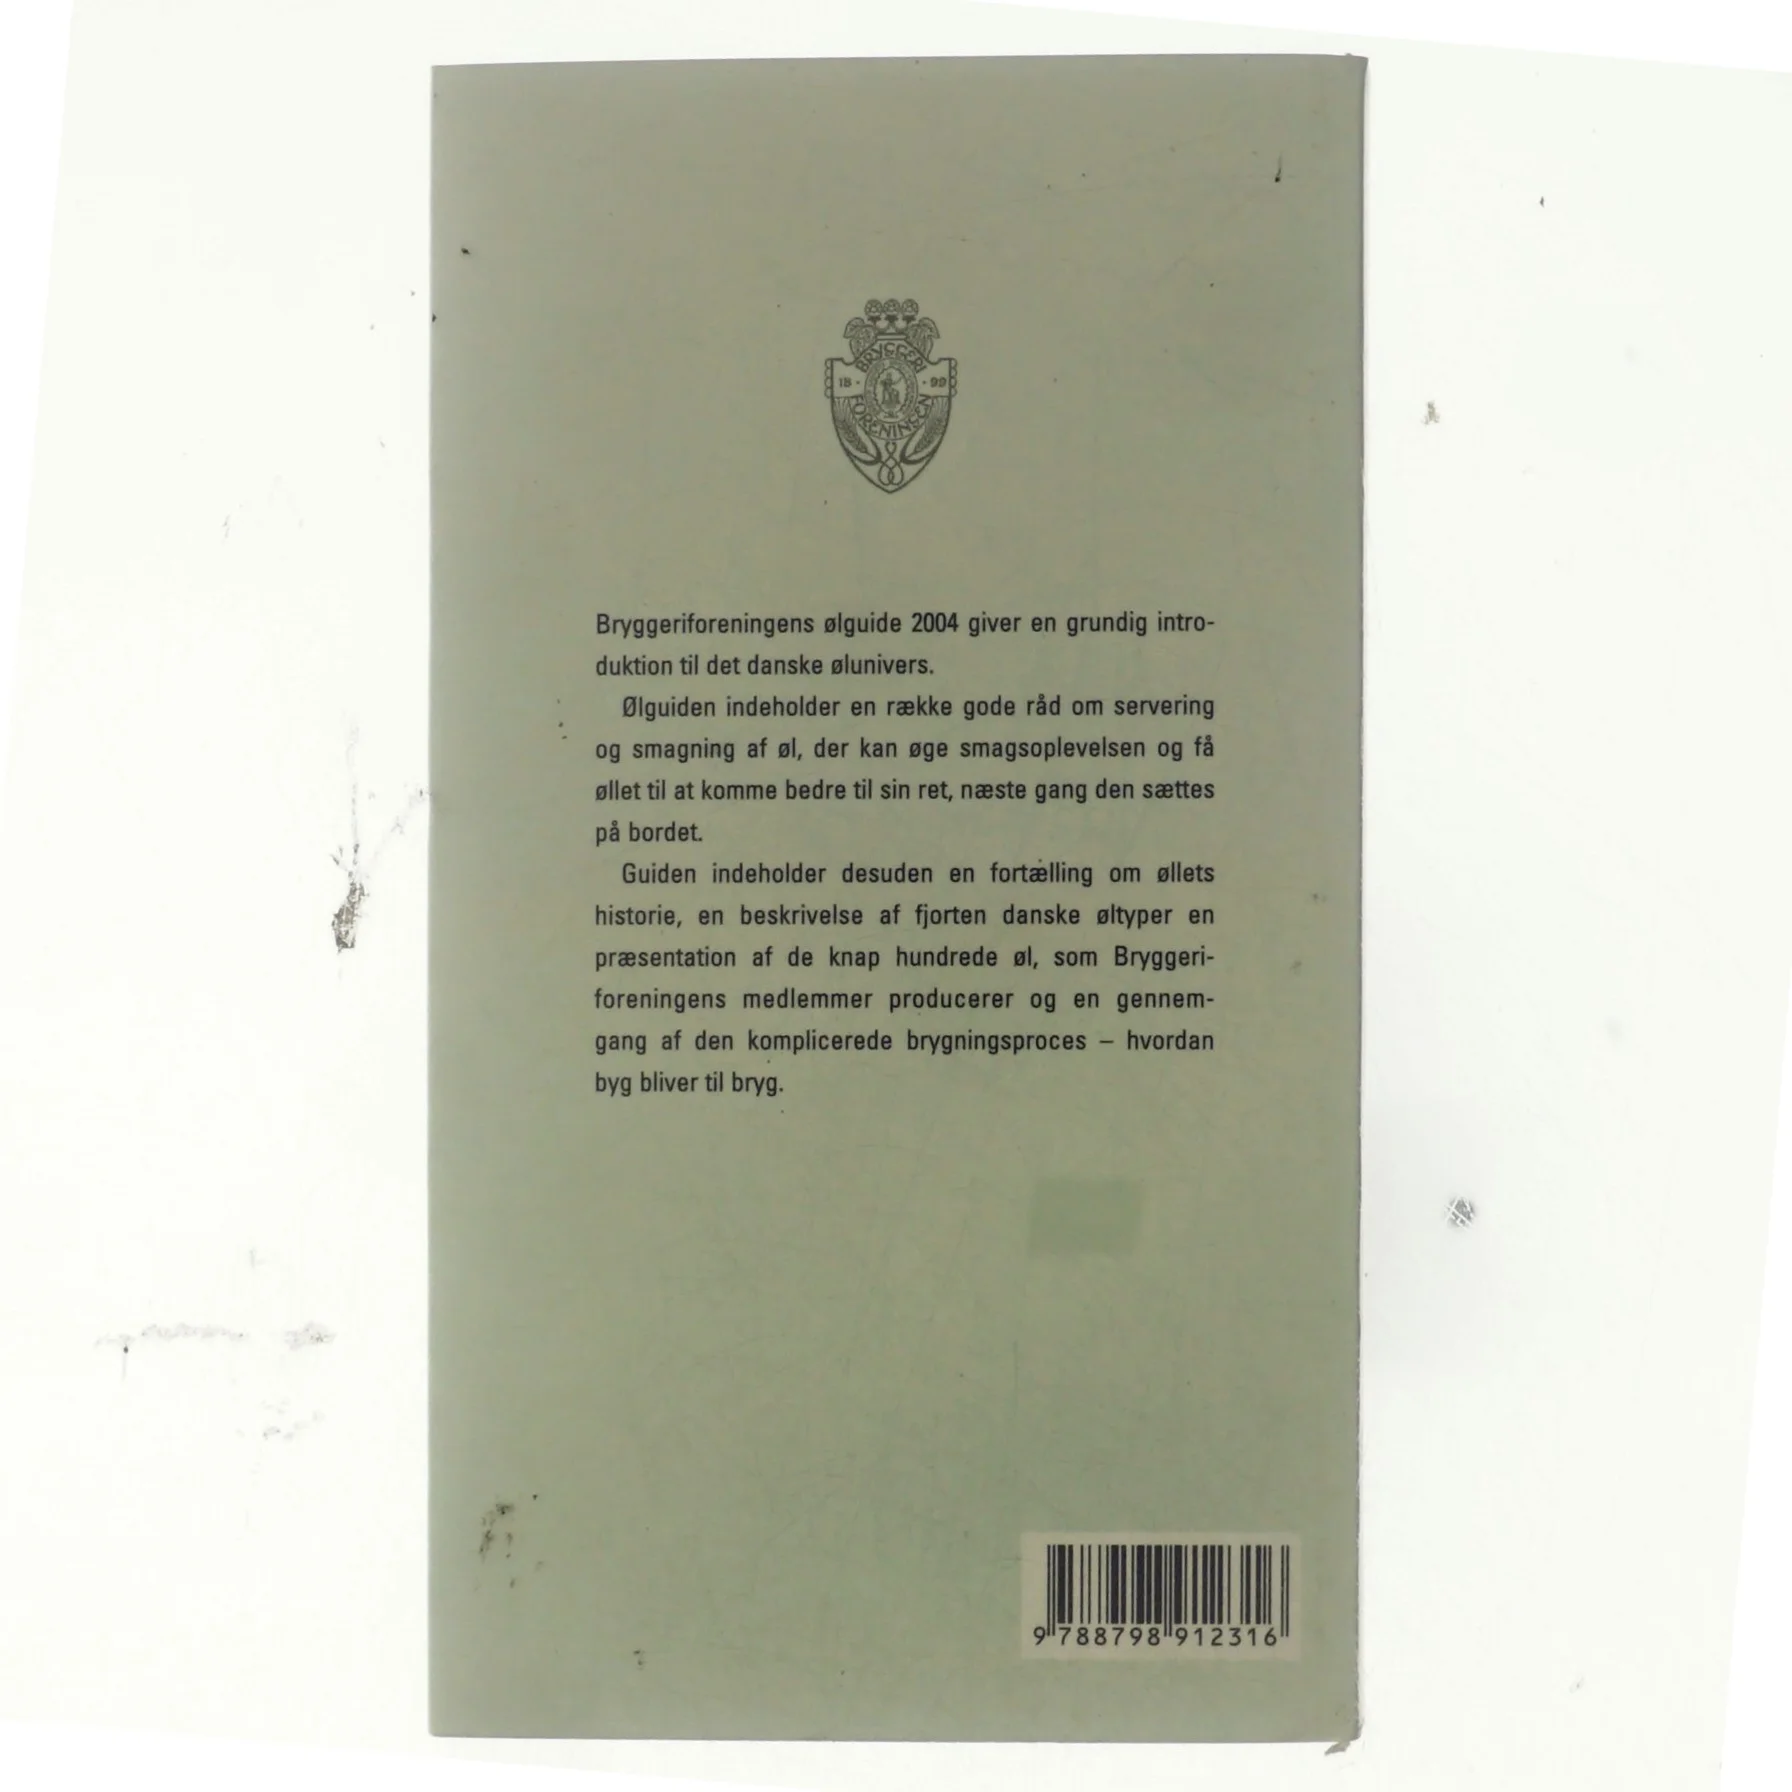 BRYGGERI
18 - - 99
FORENINGEN
Bryggeriforeningens ølguide 2004 giver en grundig intro-
duktion til det danske ølunivers.
Ølguiden indeholder en række gode råd om servering
og smagning af øl, der kan øge smagsoplevelsen og få
øllet til at komme bedre til sin ret, næste gang den sættes
på bordet.
Guiden indeholder desuden en fortælling om øllets
historie, en beskrivelse af fjorten danske øltyper en
præsentation af de knap hundrede øl, som Bryggeri-
foreningens medlemmer producerer og en gennem-
gang af den komplicerede brygningsproces – hvordan
byg bliver til bryg.
9 788798 912316